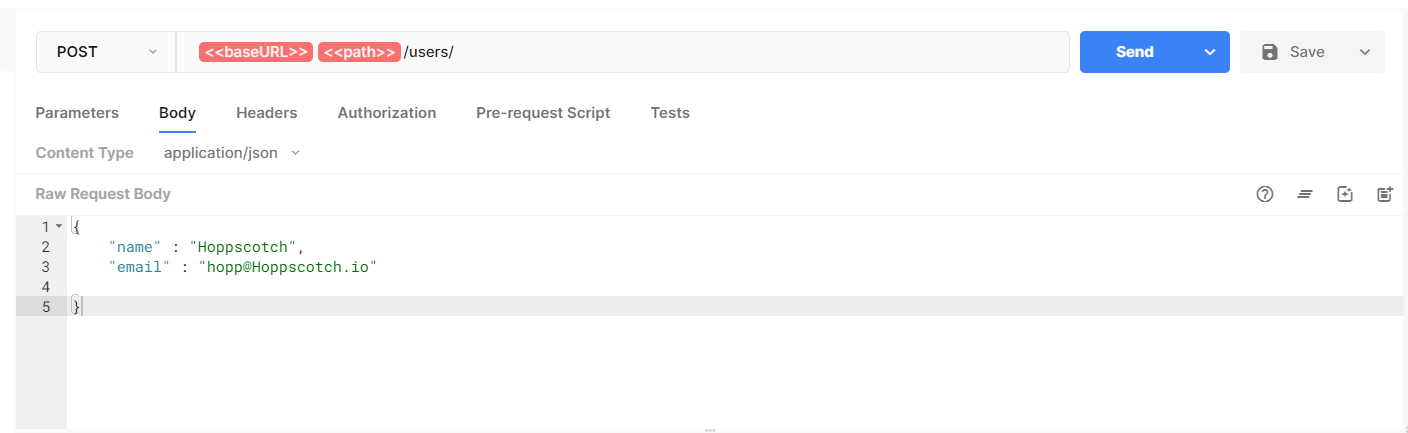 POST <<baseURL>> <<path>> /users/ Send Save
Parameters Body Headers Authorization Pre-request Script Tests
Content Type application/json
Raw Request Body
1 {
2 "name" : "Hoppscotch",
3 "email" : "hopp@Hoppscotch.io"
4
5 }